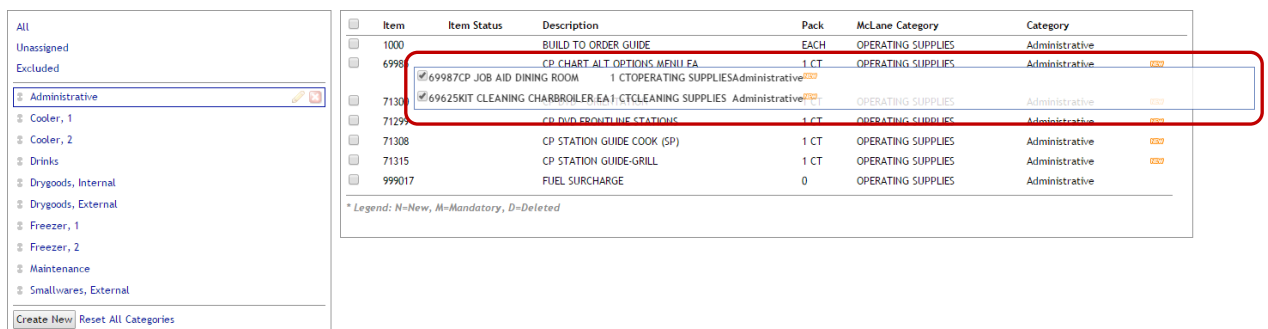 All
Unassigned
Excluded
Administrative
Cooler, 1
Cooler, 2
Drinks
Drygoods, Internal
Drygoods, External
Freezer, 1
Freezer, 2
Maintenance
Smallwares, External
Create New Reset All Categories
Item Item Status Description Pack McLane Category Category
1000 BUILD TO ORDER GUIDE EACH OPERATING SUPPLIES Administrative
CP CHART ALT OPTIONS MENU EA 1 CT OPERATING SUPPLIES Administrative
69987CP JOB AID DINING ROOM 1 CTOPERATING SUPPLIESAdministrative
69625KIT CLEANING CHARBROILER EA1 CTCLEANING SUPPLIES Administrative
1 CT OPERATING SUPPLIES Administrative
71299 CP DVD FRONTLINE STATIONS 1 CT OPERATING SUPPLIES Administrative
71308 CP STATION GUIDE COOK (SP) 1 CT OPERATING SUPPLIES Administrative
71315 CP STATION GUIDE-GRILL 1 CT OPERATING SUPPLIES Administrative
999017 FUEL SURCHARGE 0 OPERATING SUPPLIES Administrative
* Legend: N=New, M=Mandatory, D=Deleted